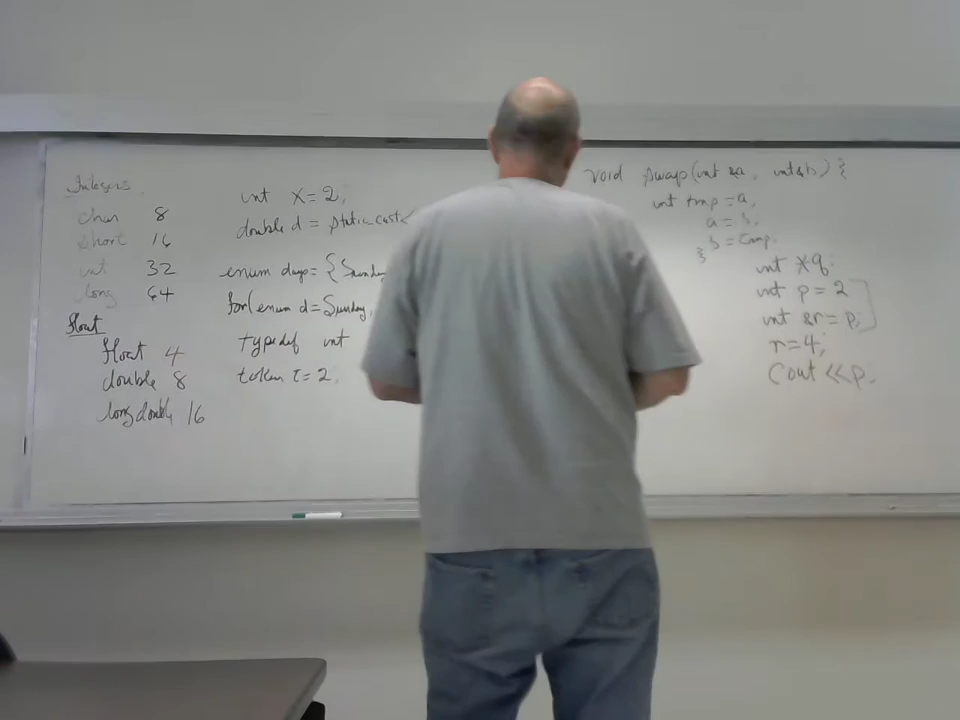 Integers
char 8
short 16
int 32
long 64
float
float 4
double 8
long double 16
int x=2;
double d = static_cast<
enum days={Sunday
for(enum d=Sunday,
typedef int
token t=2;
void swap(int &a, int&b){
int tmp=a;
a = b;
b = tmp;
}
int *q;
int p=2
int &r=p;
r=4;
cout<<p.